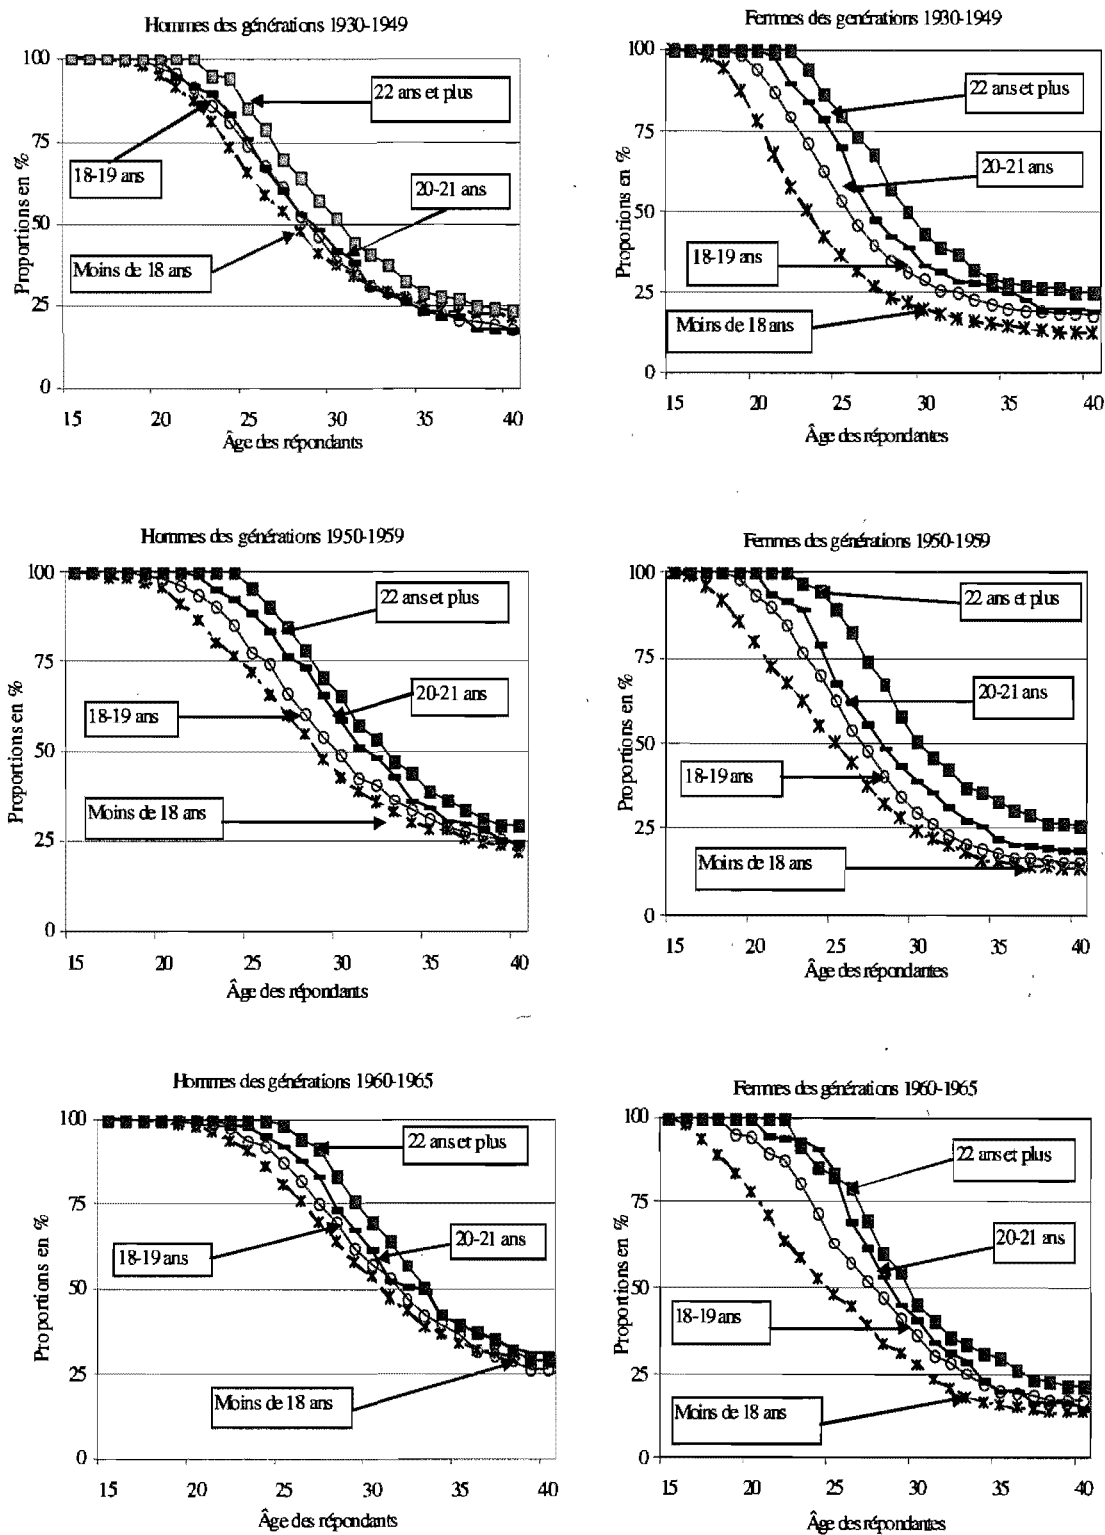 Hommes des générations 1930-1949
100
75
50
25
0
Proportions en %
22 ans et plus
18-19 ans
20-21 ans
Moins de 18 ans
15 20 25 30 35 40
Âge des répondants
Femmes des générations 1930-1949
100
75
50
25
0
Proportions en %
22 ans et plus
20-21 ans
18-19 ans
Moins de 18 ans
15 20 25 30 35 40
Âge des répondantes
Hommes des générations 1950-1959
100
75
50
25
0
Proportions en %
22 ans et plus
20-21 ans
18-19 ans
Moins de 18 ans
15 20 25 30 35 40
Âge des répondants
Femmes des générations 1950-1959
100
75
50
25
0
Proportions en %
22 ans et plus
20-21 ans
18-19 ans
Moins de 18 ans
15 20 25 30 35 40
Âge des répondantes
Hommes des générations 1960-1965
100
75
50
25
0
Proportions en %
22 ans et plus
20-21 ans
18-19 ans
Moins de 18 ans
15 20 25 30 35 40
Âge des répondants
Femmes des générations 1960-1965
100
75
50
25
0
Proportions en %
22 ans et plus
20-21 ans
18-19 ans
Moins de 18 ans
15 20 25 30 35 40
Âge des répondantes